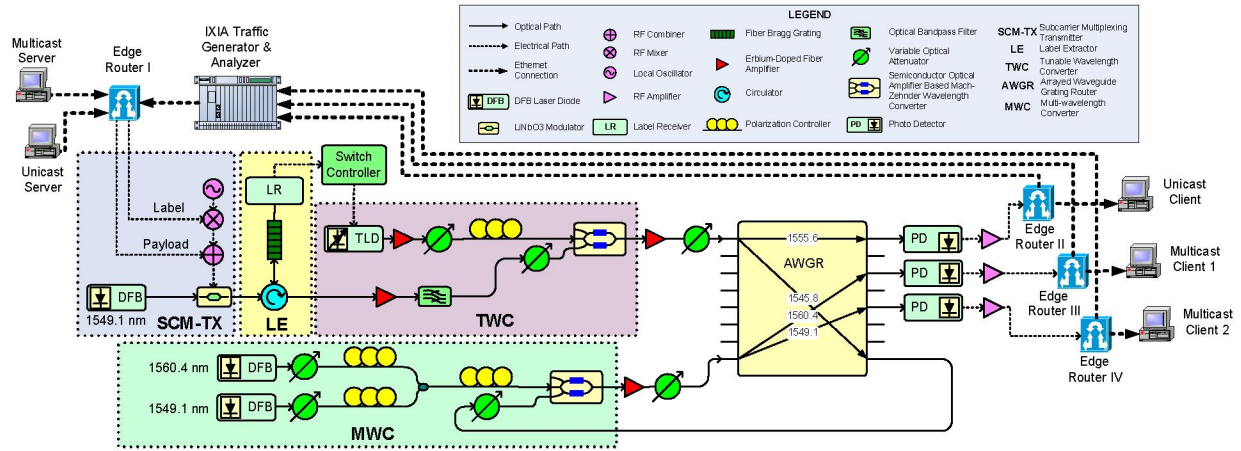 Multicast
Server
Edge
Router I
IXIA Traffic
Generator &
Analyzer
Unicast
Server
LEGEND
Optical Path
Electrical Path
Ethernet
Connection
DFB
DFB Laser Diode
LiNbO3 Modulator
RF Combiner
RF Mixer
Local Oscillator
RF Amplifier
LR
Label Receiver
Fiber Bragg Grating
Erbium-Doped Fiber
Amplifier
Circulator
Polarization Controller
Optical Bandpass Filter
Variable Optical
Attenuator
Semiconductor Optical
Amplifier Based Mach-
Zehnder Wavelength
Converter
PD
Photo Detector
SCM-TX
Subcarrier Multiplexing
Transmitter
LE
Label Extractor
TWC
Tunable Wavelength
Converter
AWGR
Arrayed Waveguide
Grating Router
MWC
Multi-wavelength
Converter
Label
Payload
DFB
1549.1 nm
SCM-TX
LR
LE
Switch
Controller
TLD
TWC
1560.4 nm
DFB
1549.1 nm
DFB
MWC
1555.6
AWGR
1545.8
1560.4
1549.1
PD
PD
PD
Edge
Router II
Edge
Router III
Edge
Router IV
Unicast
Client
Multicast
Client 1
Multicast
Client 2